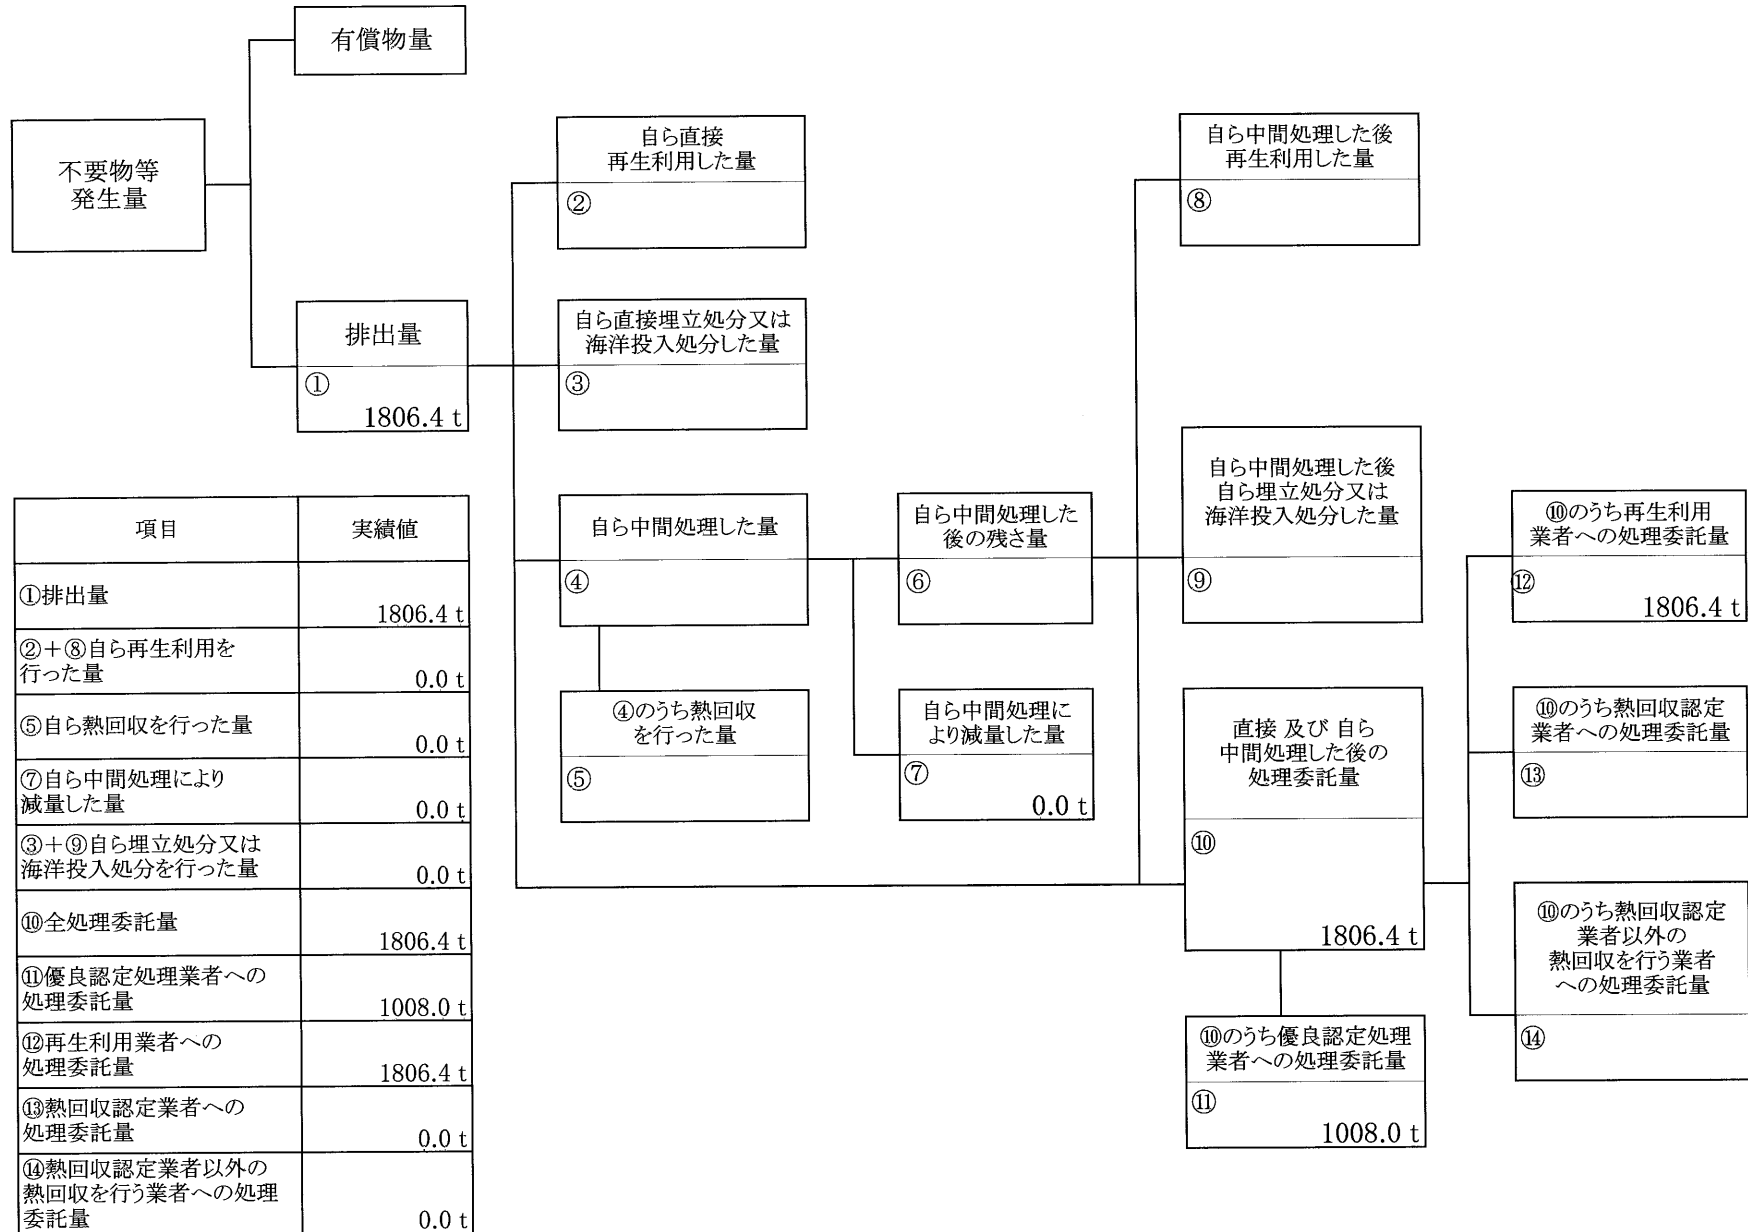 有償物量
不要物等
発生量
排出量
①
1806.4 t
自ら直接
再生利用した量
②
自ら直接埋立処分又は
海洋投入処分した量
③
自ら中間処理した量
④
④のうち熱回収
を行った量
⑤
自ら中間処理した
後の残さ量
⑥
自ら中間処理に
より減量した量
⑦
0.0 t
自ら中間処理した後
再生利用した量
⑧
自ら中間処理した後
自ら埋立処分又は
海洋投入処分した量
⑨
直接 及び 自ら
中間処理した後の
処理委託量
⑩
1806.4 t
⑩のうち優良認定処理
業者への処理委託量
⑪
1008.0 t
⑩のうち再生利用
業者への処理委託量
⑫
1806.4 t
⑩のうち熱回収認定
業者への処理委託量
⑬
⑩のうち熱回収認定
業者以外の
熱回収を行う業者
への処理委託量
⑭
項目 実績値
①排出量
1806.4 t
②+⑧自ら再生利用を
行った量
0.0 t
⑤自ら熱回収を行った量
0.0 t
⑦自ら中間処理により
減量した量
0.0 t
③+⑨自ら埋立処分又は
海洋投入処分を行った量
0.0 t
⑩全処理委託量
1806.4 t
⑪優良認定処理業者への
処理委託量
1008.0 t
⑫再生利用業者への
処理委託量
1806.4 t
⑬熱回収認定業者への
処理委託量
0.0 t
⑭熱回収認定業者以外の
熱回収を行う業者への処理
委託量
0.0 t